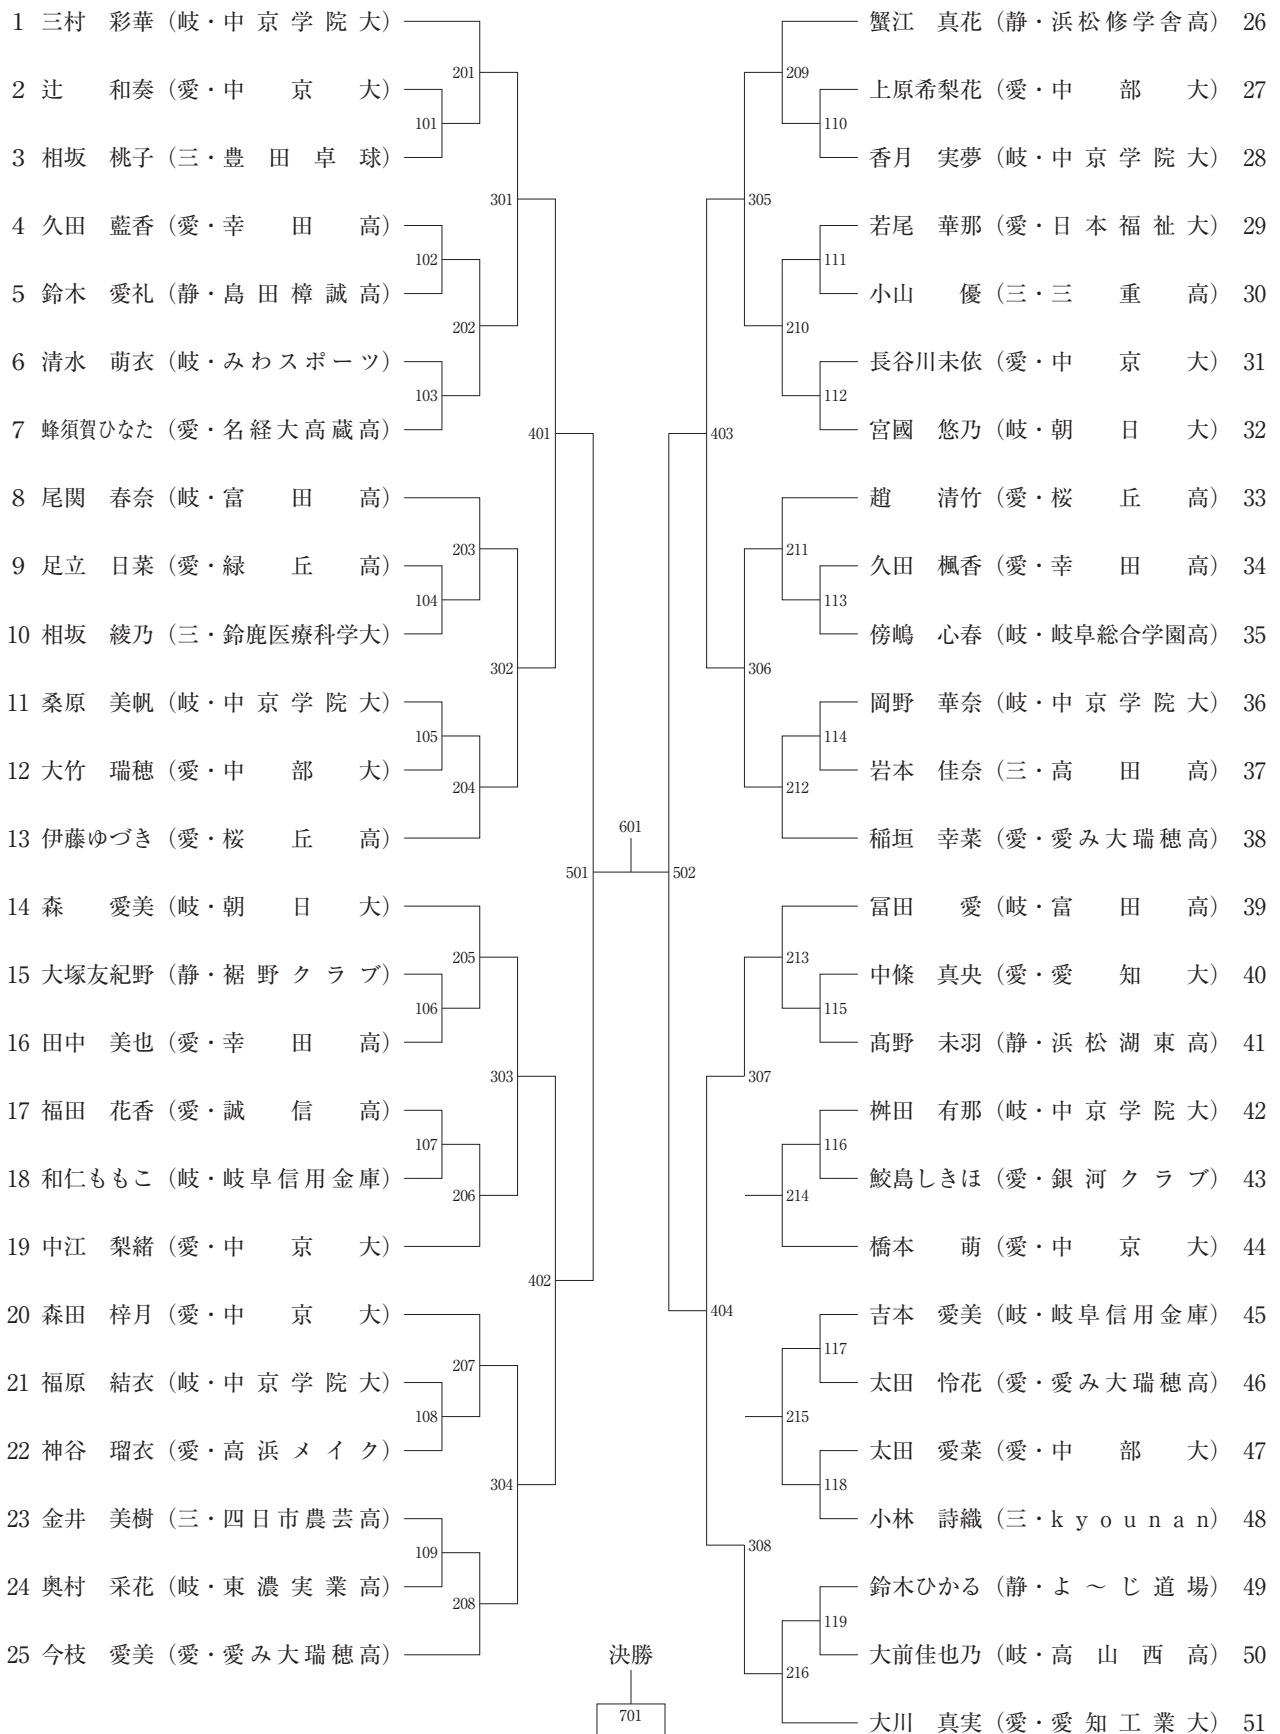 1 三村 彩華 (岐・中京学院大)
201
2 辻 和奏 (愛・中京大)
101
3 相坂 桃子 (三・豊田卓球)
301
4 久田 藍香 (愛・幸田高)
102
5 鈴木 愛礼 (静・島田樟誠高)
202
6 清水 萌衣 (岐・みわスポーツ)
103
7 蜂須賀ひなた (愛・名経大高蔵高)
401
8 尾関 春奈 (岐・富田高)
203
9 足立 日菜 (愛・緑丘高)
104
10 相坂 綾乃 (三・鈴鹿医療科学大)
302
11 桑原 美帆 (岐・中京学院大)
105
12 大竹 瑞穂 (愛・中部大)
204
13 伊藤ゆづき (愛・桜丘高)
501
14 森 愛美 (岐・朝日大)
205
15 大塚友紀野 (静・裾野クラブ)
106
16 田中 美也 (愛・幸田高)
303
17 福田 花香 (愛・誠信高)
107
18 和仁ももこ (岐・岐阜信用金庫)
206
19 中江 梨緒 (愛・中京大)
402
20 森田 梓月 (愛・中京大)
207
21 福原 結衣 (岐・中京学院大)
108
22 神谷 瑠衣 (愛・高浜メイク)
304
23 金井 美樹 (三・四日市農芸高)
109
24 奥村 采花 (岐・東濃実業高)
208
25 今枝 愛美 (愛・愛み大瑞穂高)
601
決勝
701
蟹江 真花 (静・浜松修学舎高) 26
209
上原希梨花 (愛・中部大) 27
110
香月 実夢 (岐・中京学院大) 28
305
若尾 華那 (愛・日本福祉大) 29
111
小山 優 (三・三重高) 30
210
長谷川未依 (愛・中京大) 31
112
宮國 悠乃 (岐・朝日大) 32
403
趙 清竹 (愛・桜丘高) 33
211
久田 楓香 (愛・幸田高) 34
113
傍嶋 心春 (岐・岐阜総合学園高) 35
306
岡野 華奈 (岐・中京学院大) 36
114
岩本 佳奈 (三・高田高) 37
212
稲垣 幸菜 (愛・愛み大瑞穂高) 38
502
冨田 愛 (岐・富田高) 39
213
中條 真央 (愛・愛知大) 40
115
髙野 未羽 (静・浜松湖東高) 41
307
桝田 有那 (岐・中京学院大) 42
116
鮫島しきほ (愛・銀河クラブ) 43
214
橋本 萌 (愛・中京大) 44
404
吉本 愛美 (岐・岐阜信用金庫) 45
117
太田 怜花 (愛・愛み大瑞穂高) 46
215
太田 愛菜 (愛・中部大) 47
118
小林 詩織 (三・kyounan) 48
308
鈴木ひかる (静・よ～じ道場) 49
119
大前佳也乃 (岐・高山西高) 50
216
大川 真実 (愛・愛知工業大) 51